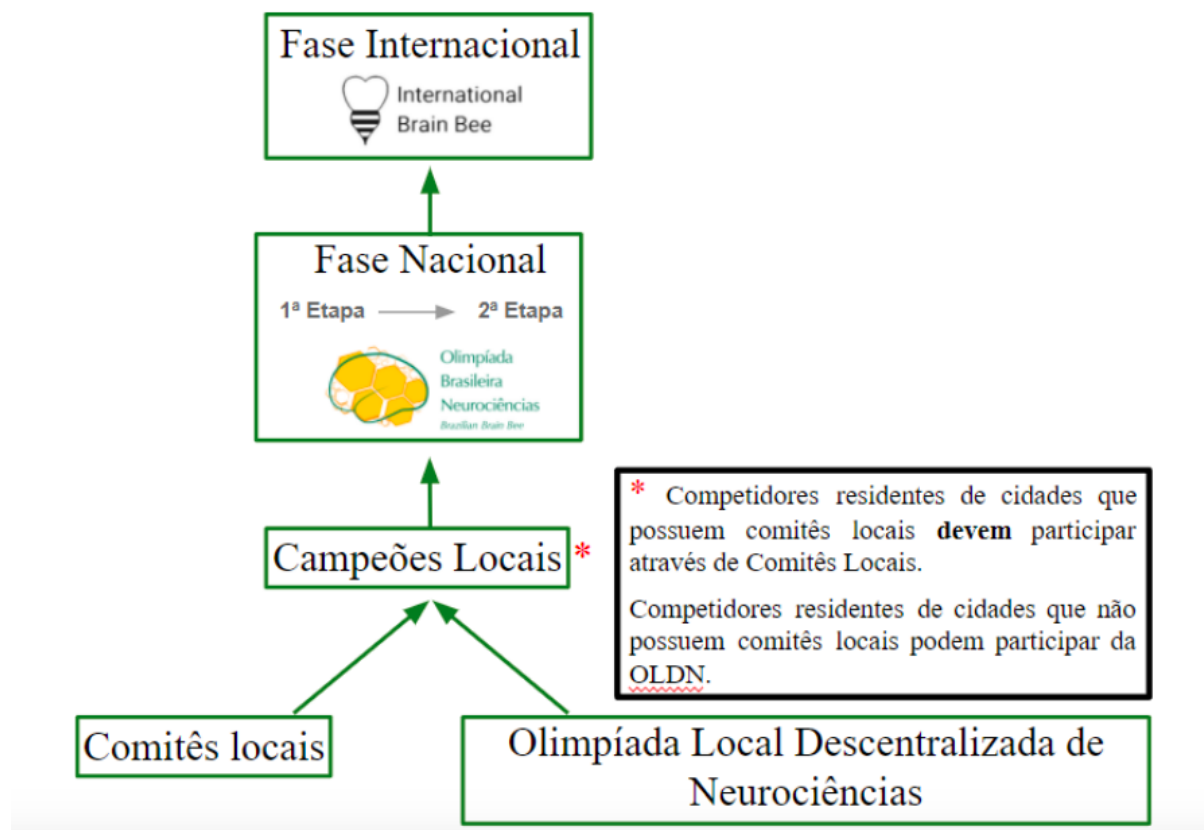 Fase Internacional
International
Brain Bee
Fase Nacional
1ª Etapa 2ª Etapa
Olimpíada
Brasileira
Neurociências
Brazilian Brain Bee
Campeões Locais *
* Competidores residentes de cidades que
possuem comitês locais devem participar
através de Comitês Locais.
Competidores residentes de cidades que não
possuem comitês locais podem participar da
OLDN.
Comitês locais
Olimpíada Local Descentralizada de
Neurociências